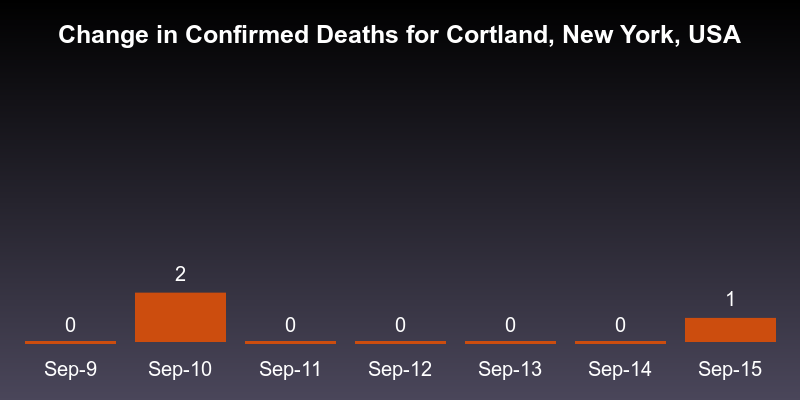 Change in Confirmed Deaths for Cortland, New York, USA
0 2 0 0 0 0 1
Sep-9 Sep-10 Sep-11 Sep-12 Sep-13 Sep-14 Sep-15